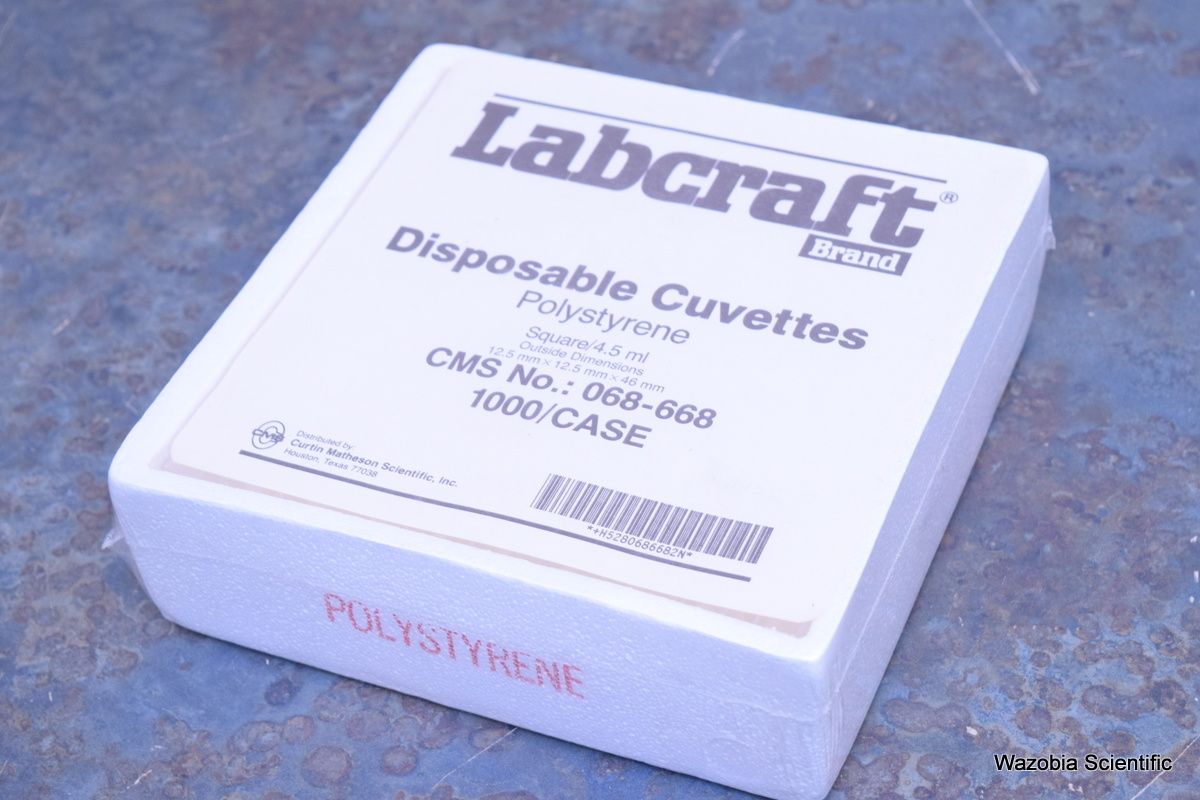 Labcraft®
Brand
Disposable Cuvettes
Polystyrene
Square/4.5 ml
Outside Dimensions
12.5 mm × 12.5 mm × 46 mm
CMS No.: 068-668
1000/CASE
CMS
Distributed by:
Curtin Matheson Scientific, Inc.
Houston, Texas 77038
*+H5280686682N*
POLYSTYRENE
Wazobia Scientific